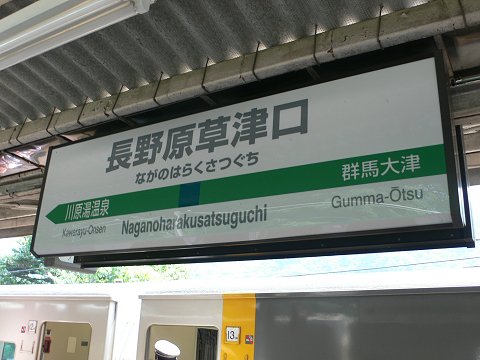 長野原草津口
ながのはらくさつぐち
川原湯温泉
群馬大津
Kawarayu-Onsen
Naganoharakusatsuguchi
Gumma-Ōtsu
13